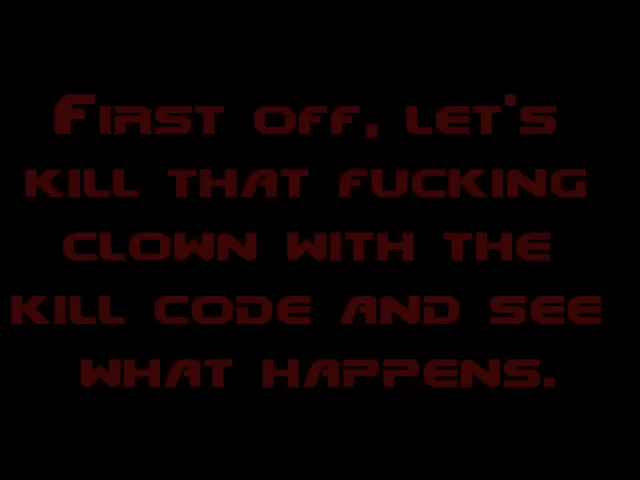 First off, let's
kill that fucking
clown with the
kill code and see
what happens.